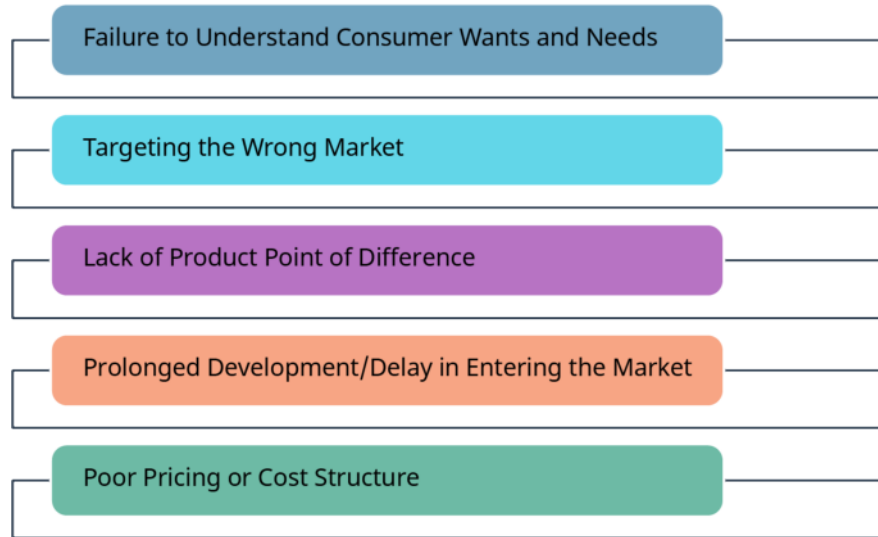 Failure to Understand Consumer Wants and Needs
Targeting the Wrong Market
Lack of Product Point of Difference
Prolonged Development/Delay in Entering the Market
Poor Pricing or Cost Structure